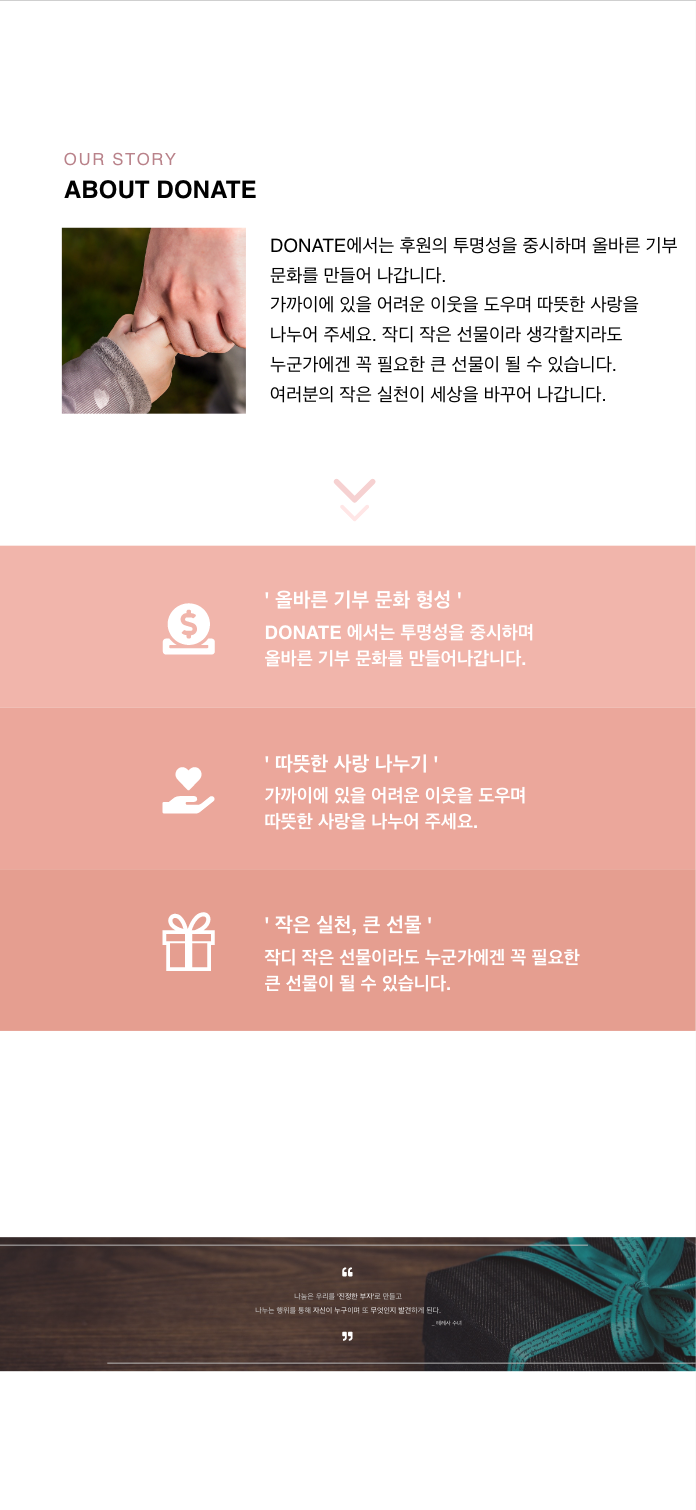 OUR STORY
ABOUT DONATE
DONATE에서는 후원의 투명성을 중시하며 올바른 기부
문화를 만들어 나갑니다.
가까이에 있을 어려운 이웃을 도우며 따뜻한 사랑을
나누어 주세요. 작디 작은 선물이라 생각할지라도
누군가에겐 꼭 필요한 큰 선물이 될 수 있습니다.
여러분의 작은 실천이 세상을 바꾸어 나갑니다.
' 올바른 기부 문화 형성 '
DONATE 에서는 투명성을 중시하며
올바른 기부 문화를 만들어나갑니다.
' 따뜻한 사랑 나누기 '
가까이에 있을 어려운 이웃을 도우며
따뜻한 사랑을 나누어 주세요.
' 작은 실천, 큰 선물 '
작디 작은 선물이라도 누군가에겐 꼭 필요한
큰 선물이 될 수 있습니다.
“
나눔은 우리를 '진정한 부자'로 만들고
나누는 행위를 통해 자신이 누구이며 또 무엇인지 발견하게 된다.
_ 테레사 수녀
”